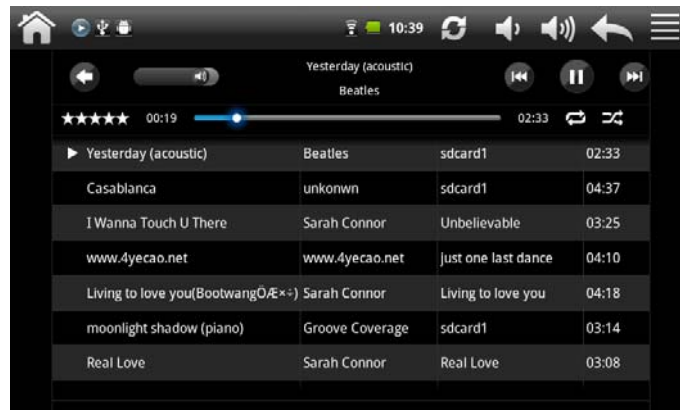 10:39
Yesterday (acoustic)
Beatles
00:19 02:33
Yesterday (acoustic) Beatles sdcard1 02:33
Casablanca unkonwn sdcard1 04:37
I Wanna Touch U There Sarah Connor Unbelievable 03:25
www.4yecao.net www.4yecao.net just one last dance 04:10
Living to love you(BootwangÖÆ×÷) Sarah Connor Living to love you 04:18
moonlight shadow (piano) Groove Coverage sdcard1 03:14
Real Love Sarah Connor Real Love 03:08